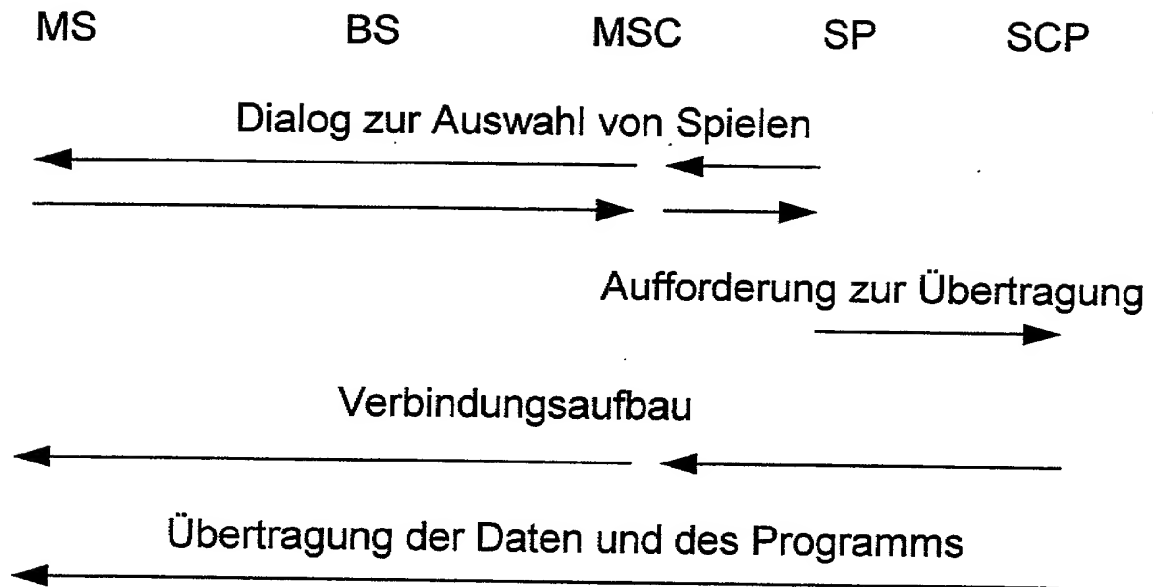 MS BS MSC SP SCP
Dialog zur Auswahl von Spielen
Aufforderung zur Übertragung
Verbindungsaufbau
Übertragung der Daten und des Programms